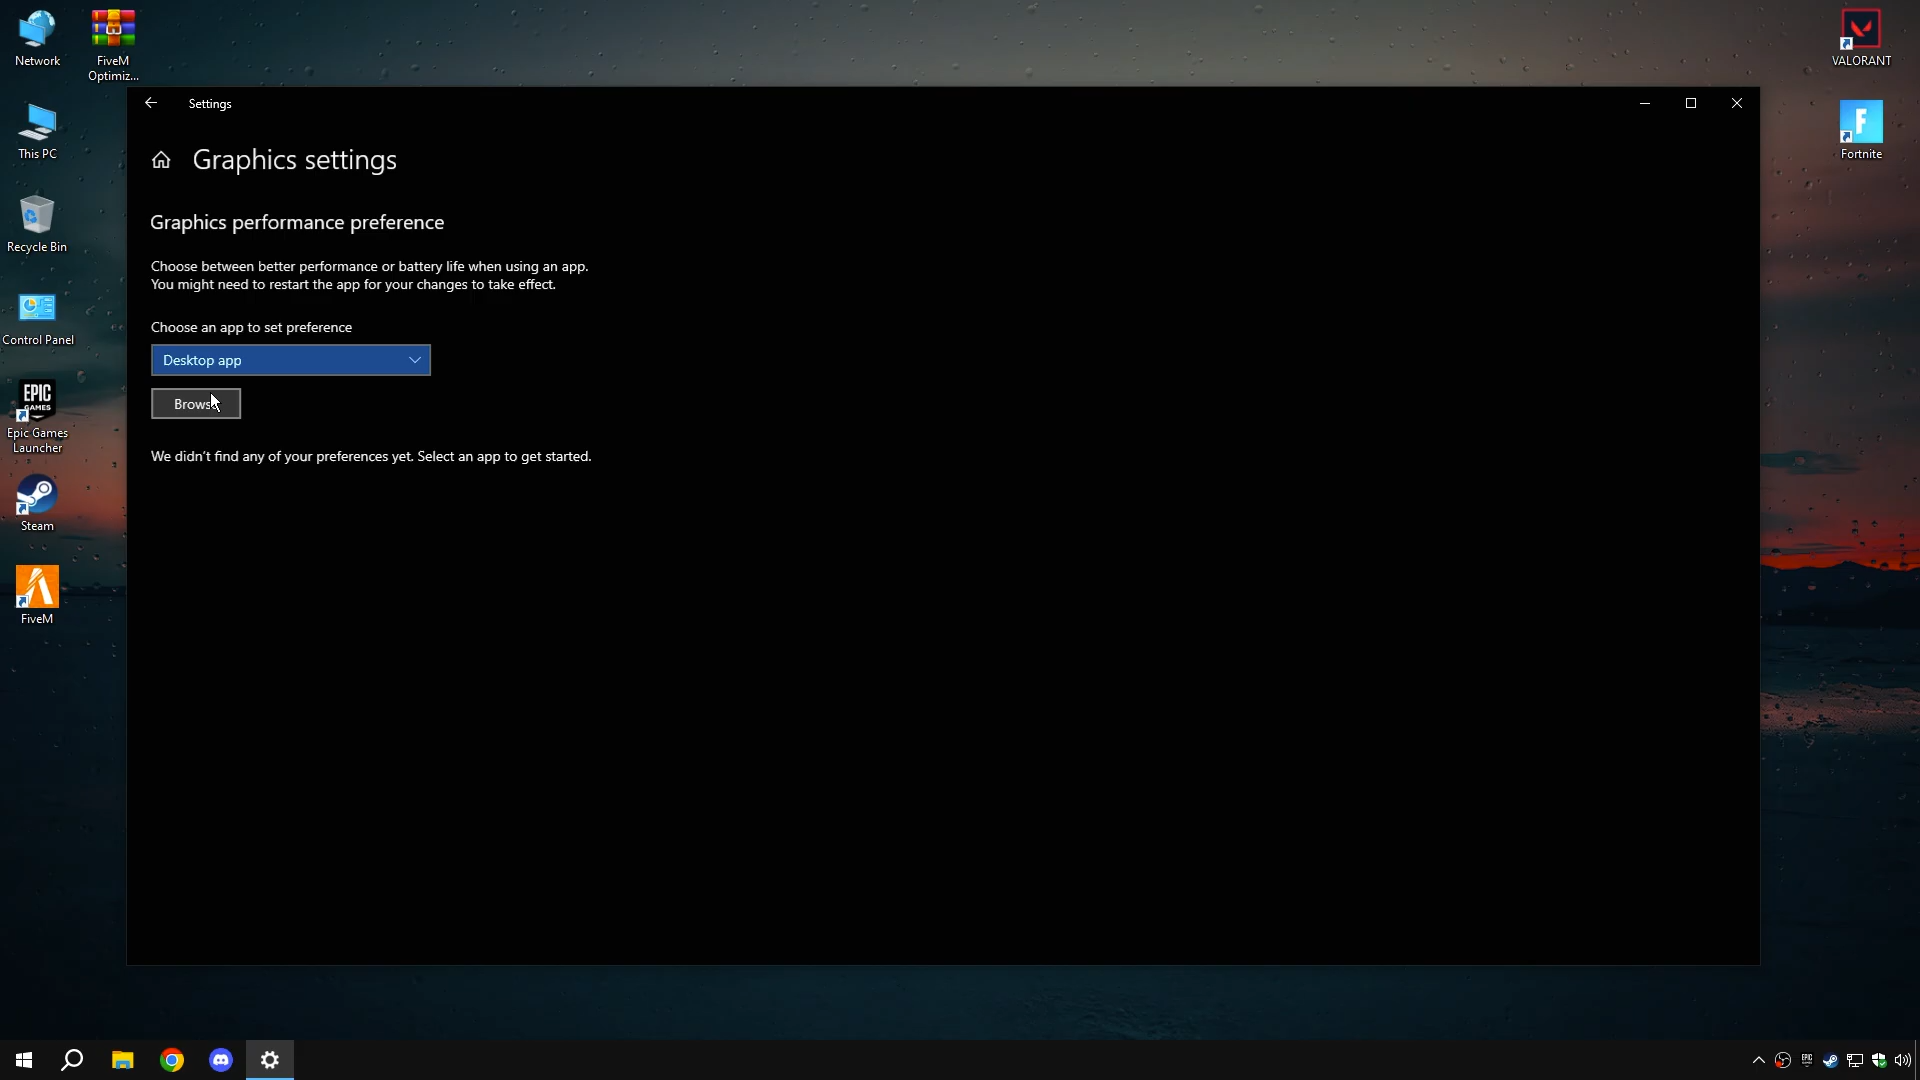 Network
FiveM
Optimiz...
VALORANT
Settings
This PC
Graphics settings
F
Fortnite
Recycle Bin
Graphics performance preference
Choose between better performance or battery life when using an app.
You might need to restart the app for your changes to take effect.
Choose an app to set preference
Control Panel
Desktop app
Brows
EPIC
GAMES
Epic Games
Launcher
We didn't find any of your preferences yet. Select an app to get started.
Steam
FiveM
EPIC